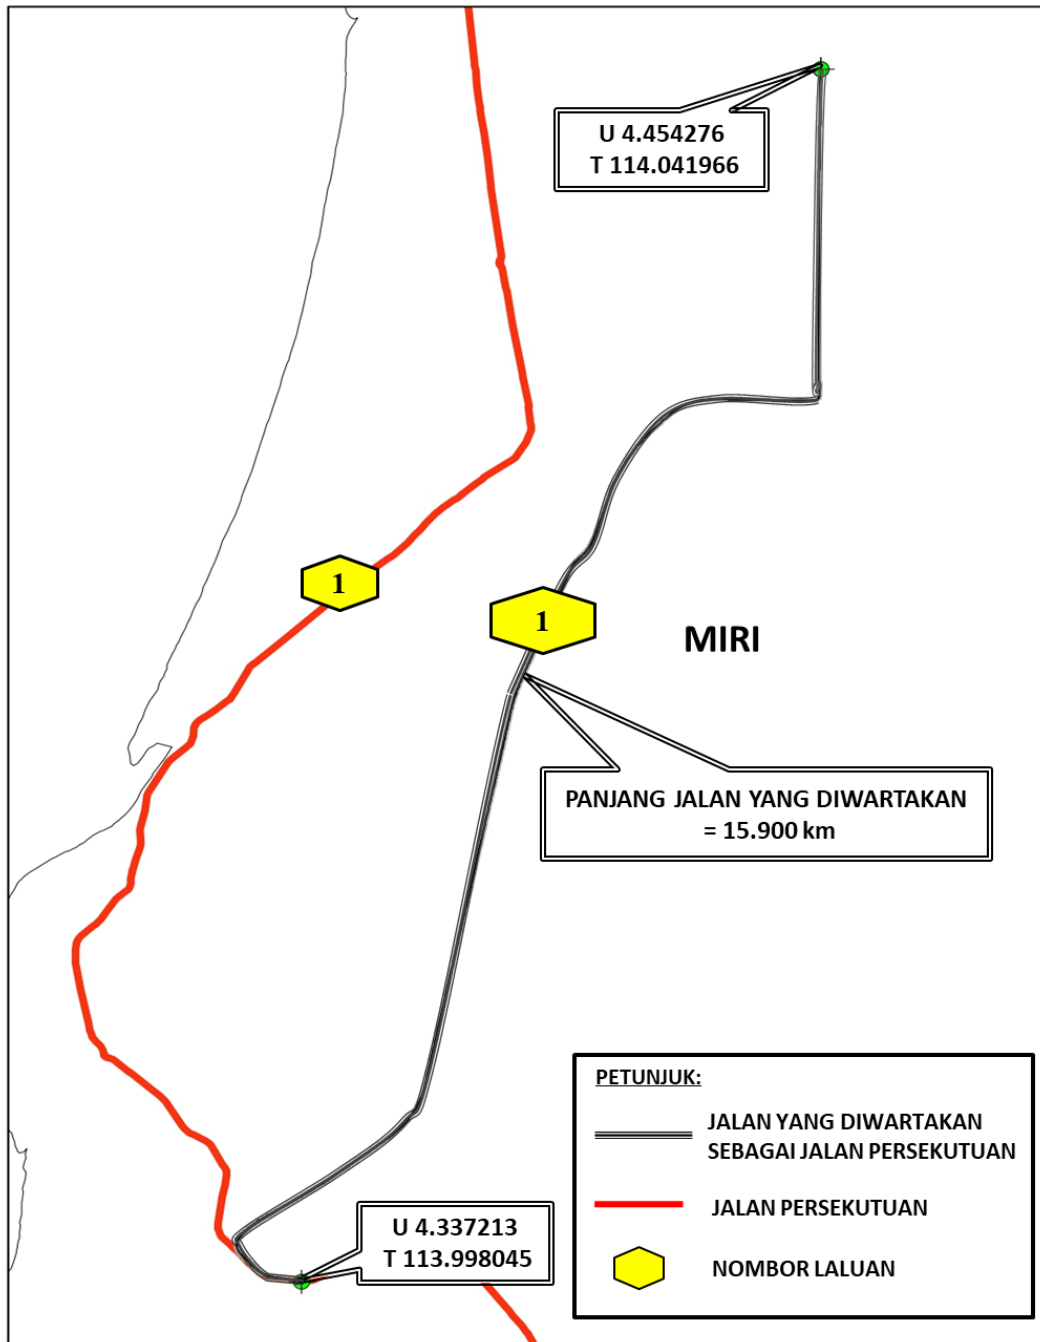 U 4.454276
T 114.041966
1
1
MIRI
PANJANG JALAN YANG DIWARTAKAN
= 15.900 km
PETUNJUK:
JALAN YANG DIWARTAKAN
SEBAGAI JALAN PERSEKUTUAN
JALAN PERSEKUTUAN
NOMBOR LALUAN
U 4.337213
T 113.998045